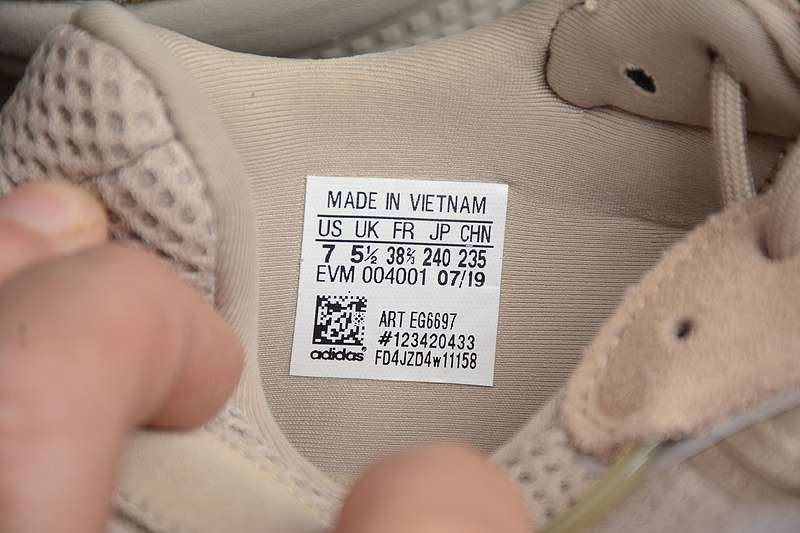 MADE IN VIETNAM
US UK FR JP CHN
7 5½ 38⅔ 240 235
EVM 004001 07/19
ART EG6697
#123420433
adidas® FD4JZD4w11158